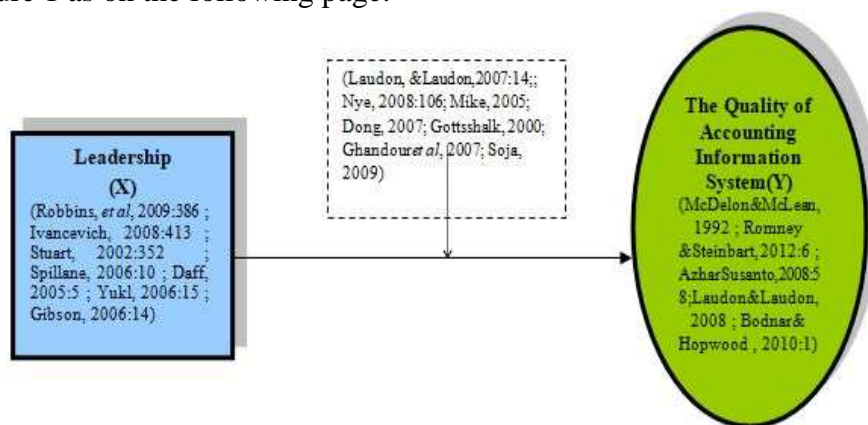 ure 1 as on the following page.
(Laudon, &Laudon,2007:14;;
Nye, 2008:106; Mike, 2005;
Dong, 2007; Gottsshalk, 2000;
Ghandouret al, 2007; Soja,
2009)
Leadership
(X)
(Robbins, et al, 2009:386 ;
Ivancevich, 2008:413 ;
Stuart, 2002:352 ;
Spillane, 2006:10 ; Daff,
2005:5 ; Yukl, 2006:15 ;
Gibson, 2006:14)
The Quality of
Accounting
Information
System(Y)
(McDelon&McLean,
1992 ; Romney
&Steinbart,2012:6 ;
AzharSusanto,2008:5
8;Laudon&Laudon,
2008 ; Bodnar&
Hopwood , 2010:1)